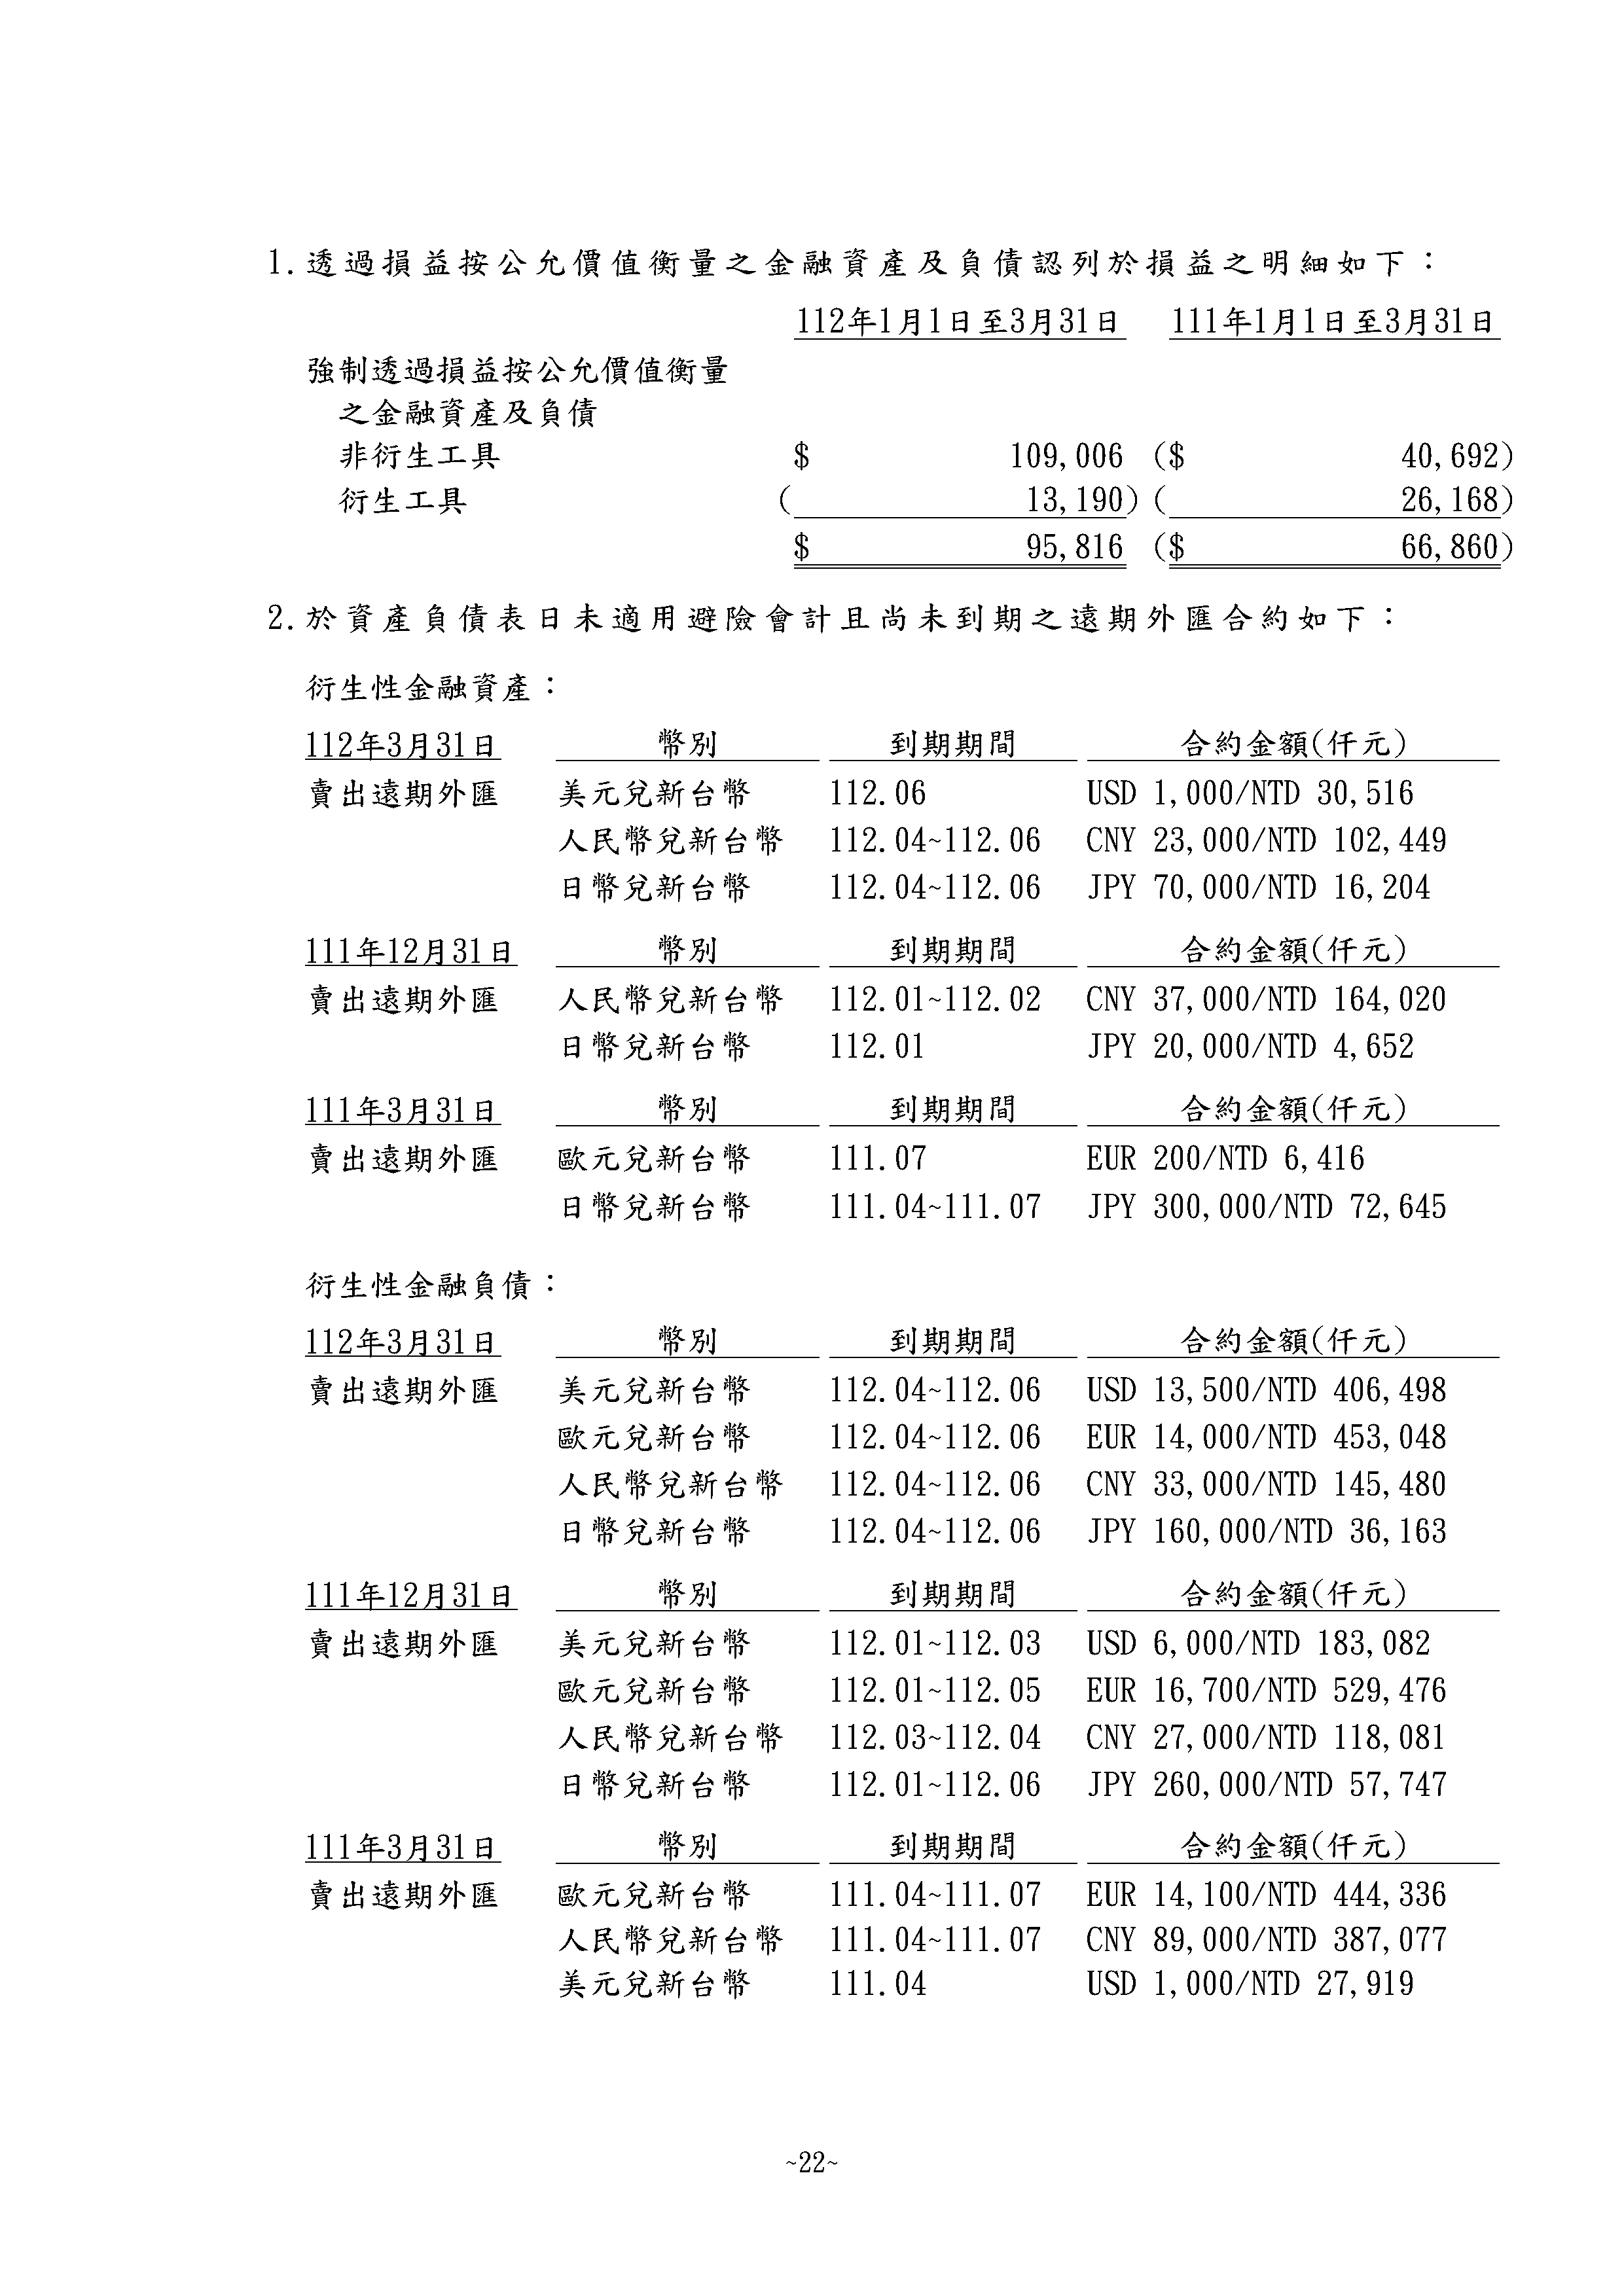 1.透過損益按公允價值衡量之金融資產及負債認列於損益之明細如下：
112年1月1日至3月31日 111年1月1日至3月31日
強制透過損益按公允價值衡量
之金融資產及負債
非衍生工具 $ 109,006 ($ 40,692)
衍生工具 ( 13,190) ( 26,168)
$ 95,816 ($ 66,860)
2.於資產負債表日未適用避險會計且尚未到期之遠期外匯合約如下：
衍生性金融資產：
112年3月31日 幣別 到期期間 合約金額(仟元)
賣出遠期外匯 美元兌新台幣 112.06 USD 1,000/NTD 30,516
人民幣兌新台幣 112.04~112.06 CNY 23,000/NTD 102,449
日幣兌新台幣 112.04~112.06 JPY 70,000/NTD 16,204
111年12月31日 幣別 到期期間 合約金額(仟元)
賣出遠期外匯 人民幣兌新台幣 112.01~112.02 CNY 37,000/NTD 164,020
日幣兌新台幣 112.01 JPY 20,000/NTD 4,652
111年3月31日 幣別 到期期間 合約金額(仟元)
賣出遠期外匯 歐元兌新台幣 111.07 EUR 200/NTD 6,416
日幣兌新台幣 111.04~111.07 JPY 300,000/NTD 72,645
衍生性金融負債：
112年3月31日 幣別 到期期間 合約金額(仟元)
賣出遠期外匯 美元兌新台幣 112.04~112.06 USD 13,500/NTD 406,498
歐元兌新台幣 112.04~112.06 EUR 14,000/NTD 453,048
人民幣兌新台幣 112.04~112.06 CNY 33,000/NTD 145,480
日幣兌新台幣 112.04~112.06 JPY 160,000/NTD 36,163
111年12月31日 幣別 到期期間 合約金額(仟元)
賣出遠期外匯 美元兌新台幣 112.01~112.03 USD 6,000/NTD 183,082
歐元兌新台幣 112.01~112.05 EUR 16,700/NTD 529,476
人民幣兌新台幣 112.03~112.04 CNY 27,000/NTD 118,081
日幣兌新台幣 112.01~112.06 JPY 260,000/NTD 57,747
111年3月31日 幣別 到期期間 合約金額(仟元)
賣出遠期外匯 歐元兌新台幣 111.04~111.07 EUR 14,100/NTD 444,336
人民幣兌新台幣 111.04~111.07 CNY 89,000/NTD 387,077
美元兌新台幣 111.04 USD 1,000/NTD 27,919
~22~